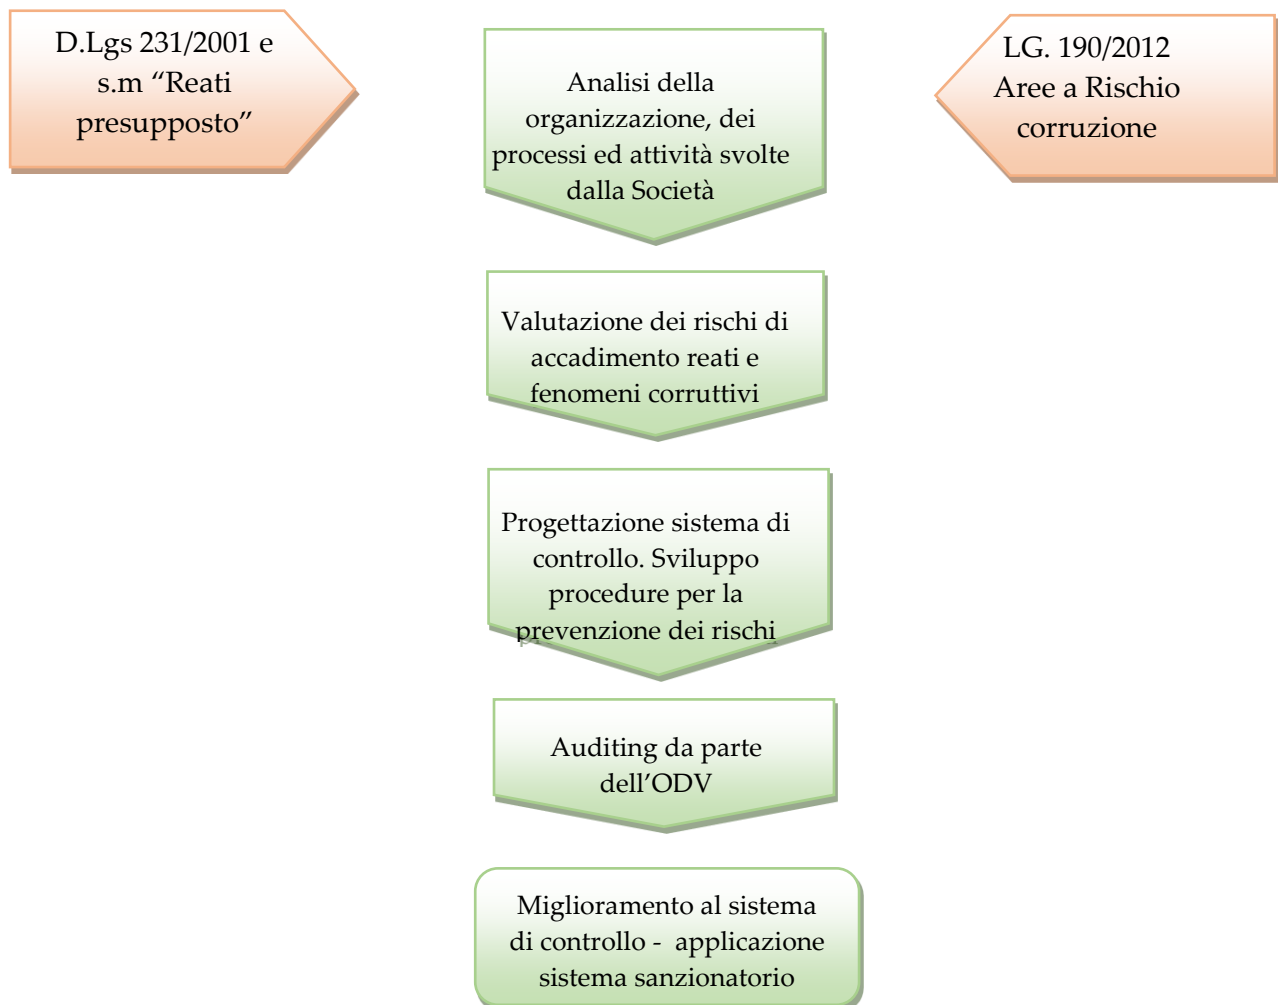 D.Lgs 231/2001 e
s.m “Reati
presupposto”
Analisi della
organizzazione, dei
processi ed attività svolte
dalla Società
LG. 190/2012
Aree a Rischio
corruzione
Valutazione dei rischi di
accadimento reati e
fenomeni corruttivi
Progettazione sistema di
controllo. Sviluppo
procedure per la
prevenzione dei rischi
Auditing da parte
dell’ODV
Miglioramento al sistema
di controllo - applicazione
sistema sanzionatorio